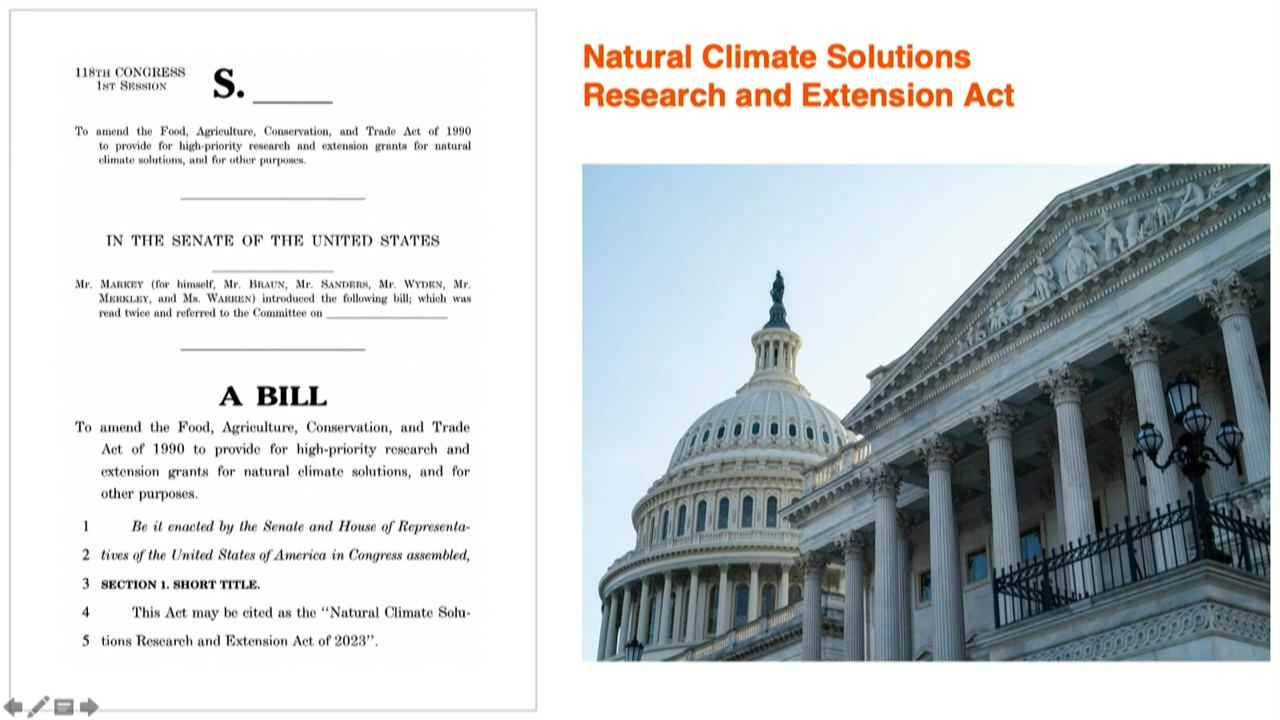 118TH CONGRESS
1ST SESSION
S.
To amend the Food, Agriculture, Conservation, and Trade Act of 1990
to provide for high-priority research and extension grants for natural
climate solutions, and for other purposes.
IN THE SENATE OF THE UNITED STATES
Mr. MARKEY (for himself, Mr. BRAUN, Mr. SANDERS, Mr. WYDEN, Mr.
MERKLEY, and Ms. WARREN) introduced the following bill; which was
read twice and referred to the Committee on
A BILL
To amend the Food, Agriculture, Conservation, and Trade
Act of 1990 to provide for high-priority research and
extension grants for natural climate solutions, and for
other purposes.
1 Be it enacted by the Senate and House of Representa-
2 tives of the United States of America in Congress assembled,
3 SECTION 1. SHORT TITLE.
4 This Act may be cited as the “Natural Climate Solu-
5 tions Research and Extension Act of 2023”.
Natural Climate Solutions
Research and Extension Act